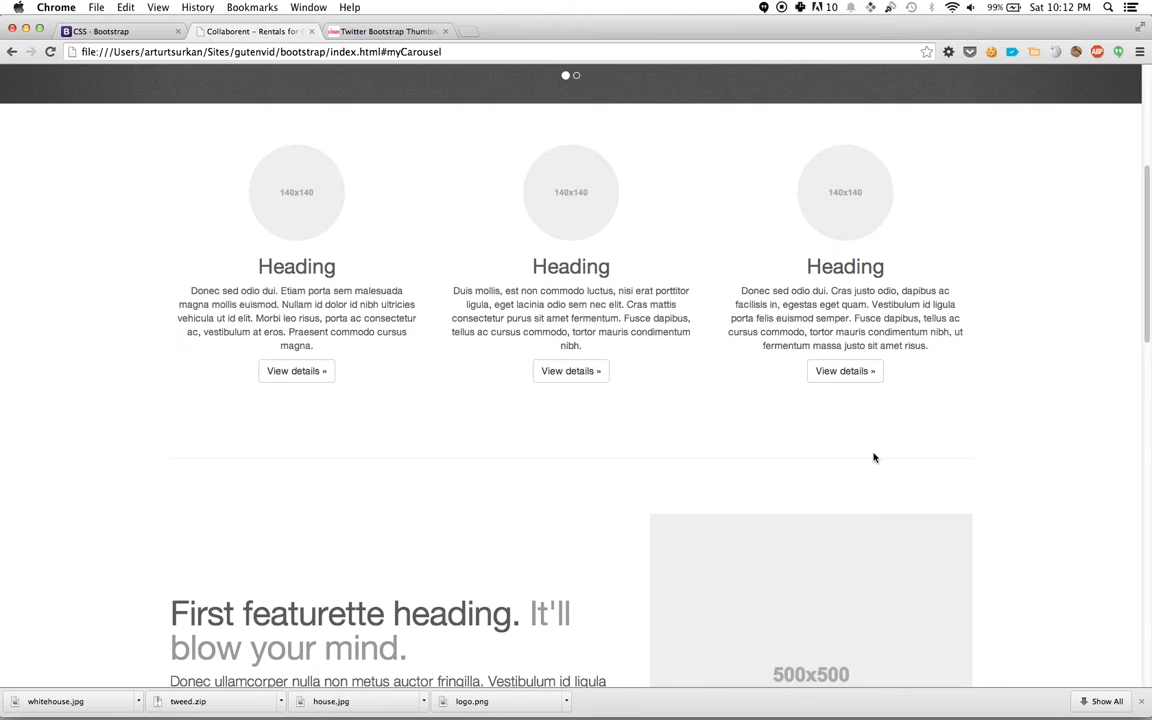 Chrome File Edit View History Bookmarks Window Help
10
99%
Sat 10:12 PM
CSS · Bootstrap
Collaborent – Rentals for
Twitter Bootstrap Thumbn
file:///Users/arturtsurkan/Sites/gutenvid/bootstrap/index.html#myCarousel
ABP
140x140
140x140
140x140
Heading
Heading
Heading
Donec sed odio dui. Etiam porta sem malesuada
magna mollis euismod. Nullam id dolor id nibh ultricies
vehicula ut id elit. Morbi leo risus, porta ac consectetur
ac, vestibulum at eros. Praesent commodo cursus
magna.
Duis mollis, est non commodo luctus, nisi erat porttitor
ligula, eget lacinia odio sem nec elit. Cras mattis
consectetur purus sit amet fermentum. Fusce dapibus,
tellus ac cursus commodo, tortor mauris condimentum
nibh.
Donec sed odio dui. Cras justo odio, dapibus ac
facilisis in, egestas eget quam. Vestibulum id ligula
porta felis euismod semper. Fusce dapibus, tellus ac
cursus commodo, tortor mauris condimentum nibh, ut
fermentum massa justo sit amet risus.
View details »
View details »
View details »
First featurette heading. It'll
blow your mind.
Donec ullamcorper nulla non metus auctor fringilla. Vestibulum id ligula
500x500
whitehouse.jpg
tweed.zip
house.jpg
logo.png
Show All